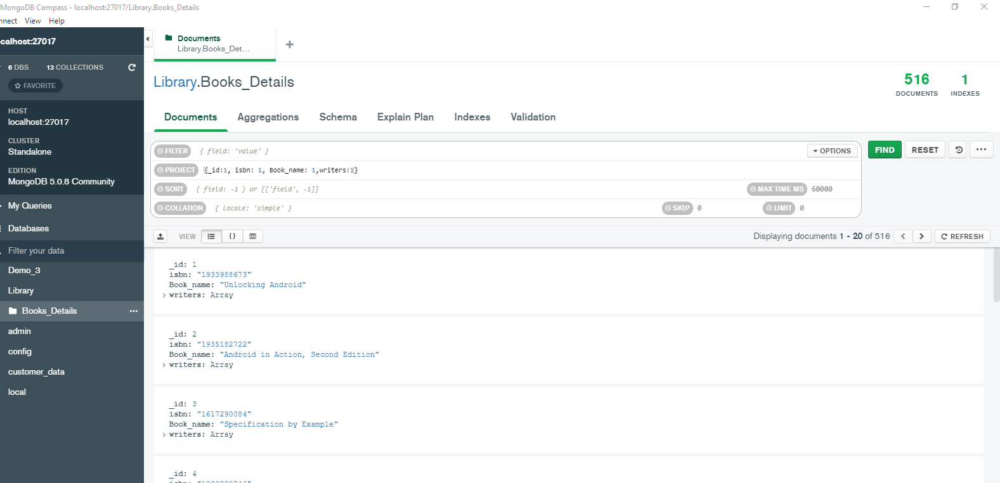 MongoDB Compass - localhost:27017/Library.Books_Details
nnect View Help
calhost:27017
6 DBS 13 COLLECTIONS
FAVORITE
HOST
localhost:27017
CLUSTER
Standalone
EDITION
MongoDB 5.0.8 Community
My Queries
Databases
Filter your data
Demo_3
Library
Books_Details
admin
config
customer_data
local
Documents
Library.Books_Det...
Library.Books_Details
516
DOCUMENTS
1
INDEXES
Documents Aggregations Schema Explain Plan Indexes Validation
FILTER { field: 'value' } OPTIONS FIND RESET
PROJECT {_id:1, isbn: 1, Book_name: 1,writers:1}
SORT { field: -1 } or [['field', -1]] MAX TIME MS 60000
COLLATION { locale: 'simple' } SKIP 0 LIMIT 0
VIEW {} Displaying documents 1 - 20 of 516 REFRESH
_id: 1
isbn: "1933988673"
Book_name: "Unlocking Android"
writers: Array
_id: 2
isbn: "1935182722"
Book_name: "Android in Action, Second Edition"
writers: Array
_id: 3
isbn: "1617290084"
Book_name: "Specification by Example"
writers: Array
_id: 4